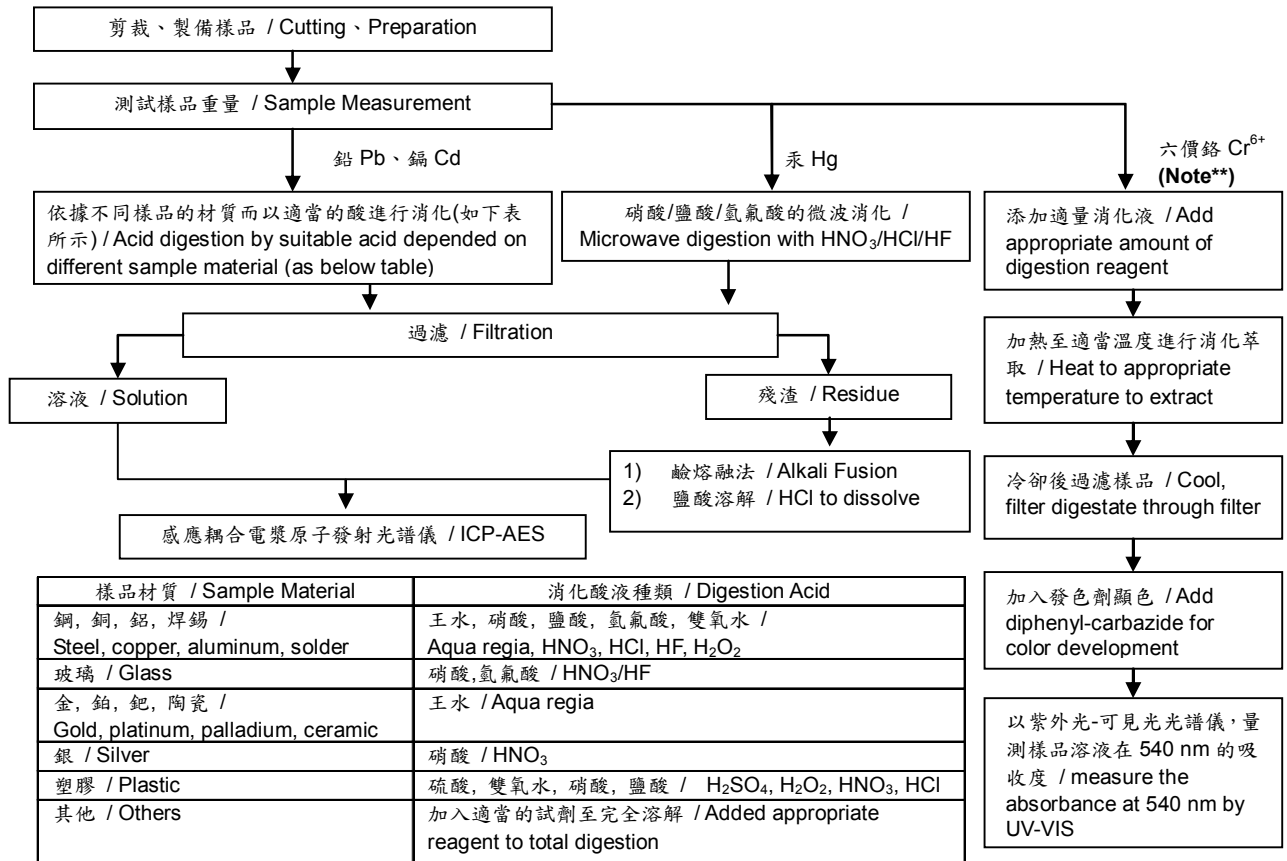 剪裁、製備樣品 / Cutting、Preparation
測試樣品重量 / Sample Measurement
鉛 Pb、鎘 Cd
汞 Hg
六價鉻 Cr⁶⁺
(Note**)
依據不同樣品的材質而以適當的酸進行消化(如下表
所示) / Acid digestion by suitable acid depended on
different sample material (as below table)
硝酸/鹽酸/氫氟酸的微波消化 /
Microwave digestion with HNO₃/HCl/HF
添加適量消化液 / Add
appropriate amount of
digestion reagent
過濾 / Filtration
加熱至適當溫度進行消化萃
取 / Heat to appropriate
temperature to extract
溶液 / Solution
殘渣 / Residue
1) 鹼熔融法 / Alkali Fusion
2) 鹽酸溶解 / HCl to dissolve
冷卻後過濾樣品 / Cool,
filter digestate through filter
感應耦合電漿原子發射光譜儀 / ICP-AES
加入發色劑顯色 / Add
diphenyl-carbazide for
color development
以紫外光-可見光光譜儀，量
測樣品溶液在 540 nm 的吸
收度 / measure the
absorbance at 540 nm by
UV-VIS
樣品材質 / Sample Material 消化酸液種類 / Digestion Acid
鋼, 銅, 鋁, 焊錫 / 王水, 硝酸, 鹽酸, 氫氟酸, 雙氧水 /
Steel, copper, aluminum, solder Aqua regia, HNO₃, HCl, HF, H₂O₂
玻璃 / Glass 硝酸,氫氟酸 / HNO₃/HF
金, 鉑, 鈀, 陶瓷 / 王水 / Aqua regia
Gold, platinum, palladium, ceramic
銀 / Silver 硝酸 / HNO₃
塑膠 / Plastic 硫酸, 雙氧水, 硝酸, 鹽酸 / H₂SO₄, H₂O₂, HNO₃, HCl
其他 / Others 加入適當的試劑至完全溶解 / Added appropriate
reagent to total digestion